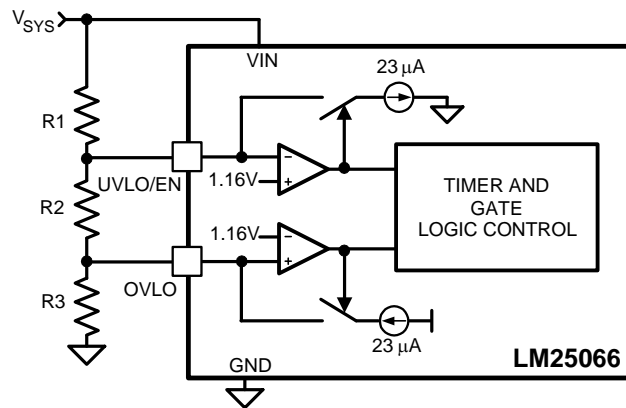 VSYS
VIN
23 μA
R1
UVLO/EN
1.16V
−
+
TIMER AND
GATE
LOGIC CONTROL
R2
1.16V
−
+
OVLO
R3
23 μA
GND
LM25066